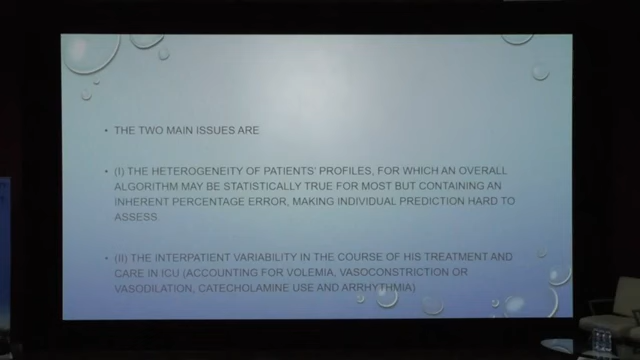 • THE TWO MAIN ISSUES ARE
• (I) THE HETEROGENEITY OF PATIENTS' PROFILES, FOR WHICH AN OVERALL
ALGORITHM MAY BE STATISTICALLY TRUE FOR MOST BUT CONTAINING AN
INHERENT PERCENTAGE ERROR, MAKING INDIVIDUAL PREDICTION HARD TO
ASSESS.
• (II) THE INTERPATIENT VARIABILITY IN THE COURSE OF HIS TREATMENT AND
CARE IN ICU (ACCOUNTING FOR VOLEMIA, VASOCONSTRICTION OR
VASODILATION, CATECHOLAMINE USE AND ARRHYTHMIA)